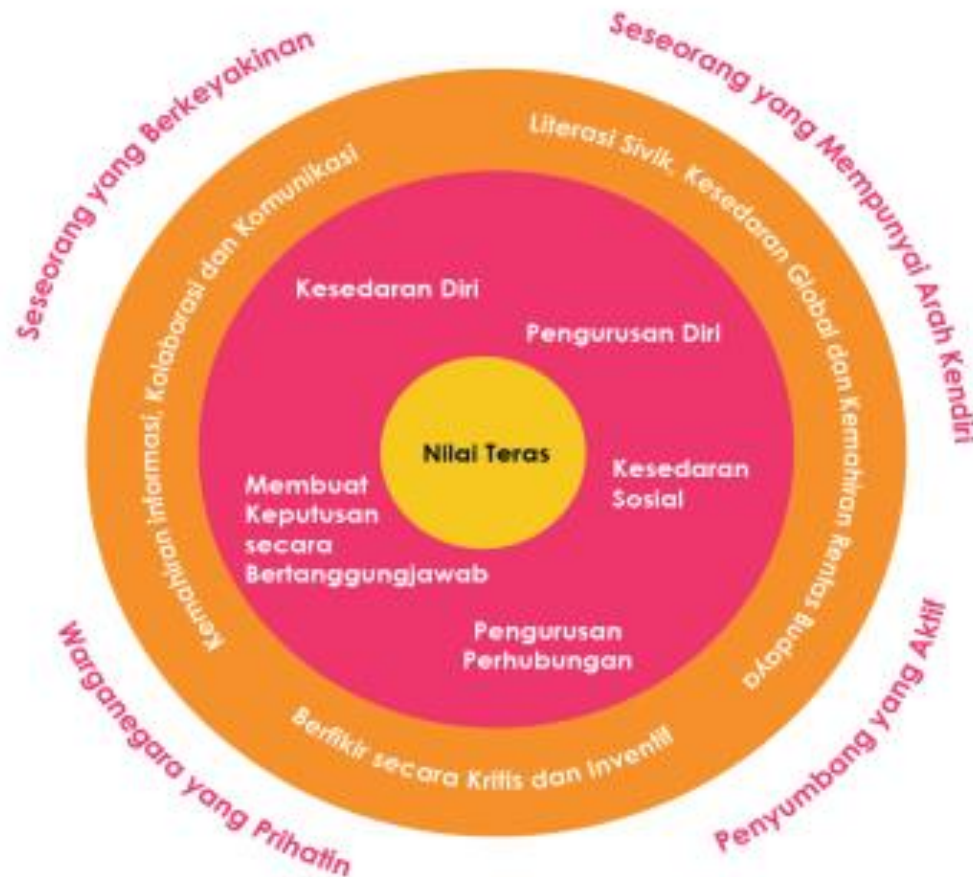 Seseorang yang Berkeyakinan
Seseorang yang Mempunyai Arah Kendiri
Kemahiran Informasi, Kolaborasi dan Komunikasi
Literasi Sivik, Kesedaran Global dan Kemahiran Rentas Budaya
Kesedaran Diri
Pengurusan Diri
Nilai Teras
Kesedaran
Sosial
Membuat
Keputusan
secara
Bertanggungjawab
Pengurusan
Perhubungan
Berfikir secara Kritis dan Inventif
Warganegara yang Prihatin
Penyumbang yang Aktif